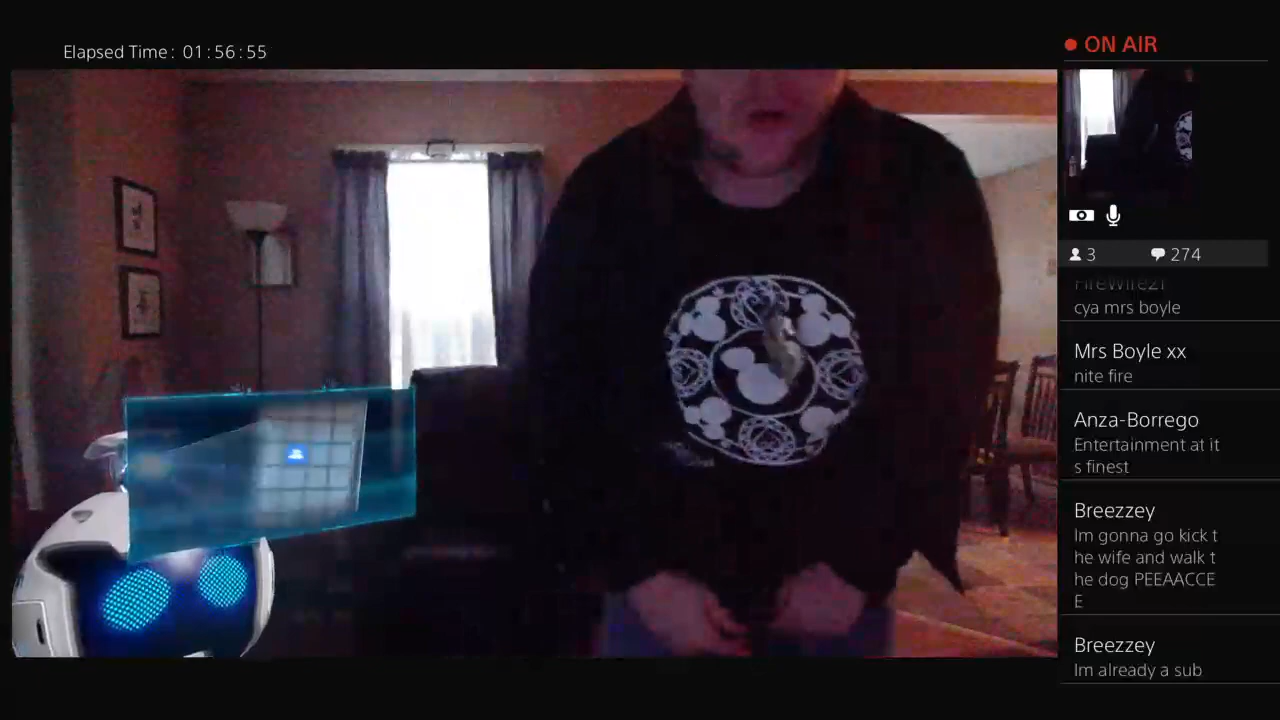 Elapsed Time: 01:56:55
ON AIR
3
274
FireWire21
cya mrs boyle
Mrs Boyle xx
nite fire
Anza-Borrego
Entertainment at it
s finest
Breezzey
Im gonna go kick t
he wife and walk t
he dog PEEAACCE
E
Breezzey
Im already a sub